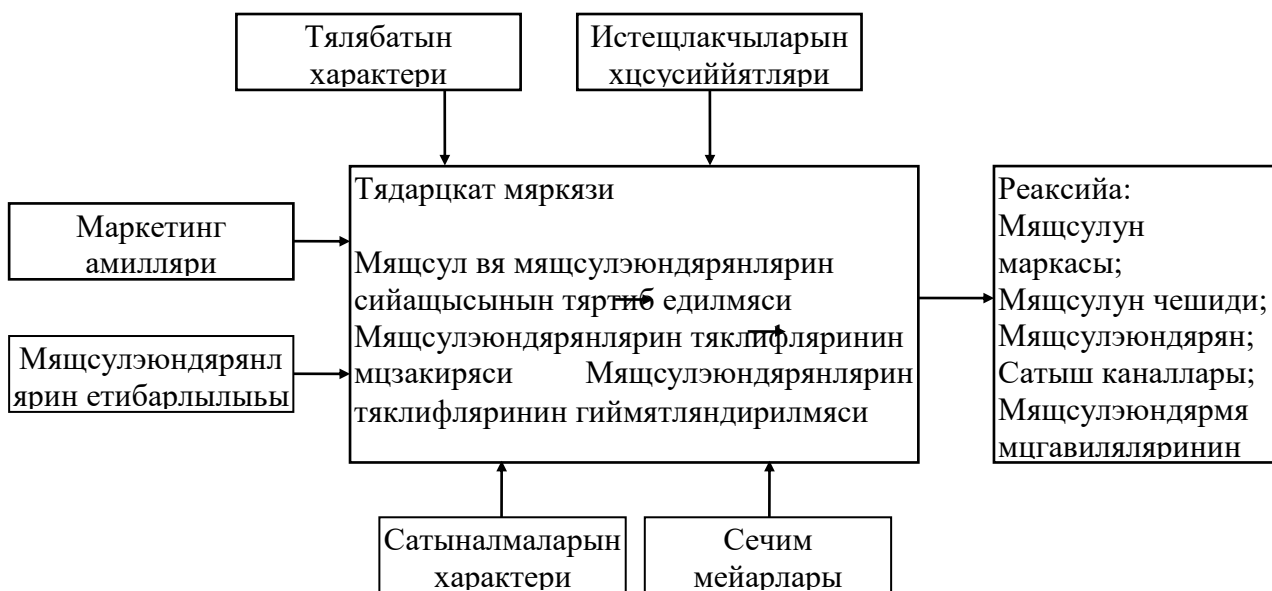 Тялябатын
характери
Истещлакчыларын
хцсусиййятляри
Маркетинг
амилляри
Мящсулэюндярянл
ярин етибарлылыьы
Тядарцкат мяркязи
Мящсул вя мящсулэюндярянлярин
сийащысынын тяртиб едилмяси
Мящсулэюндярянлярин тяклифляринин
мцзакиряси Мящсулэюндярянлярин
тяклифляринин гиймятляндирилмяси
Реаксийа:
Мящсулун
маркасы;
Мящсулун чешиди;
Мящсулэюндярян;
Сатыш каналлары;
Мящсулэюндярмя
мцгавиляляринин
Сатыналмаларын
характери
Сечим
мейарлары